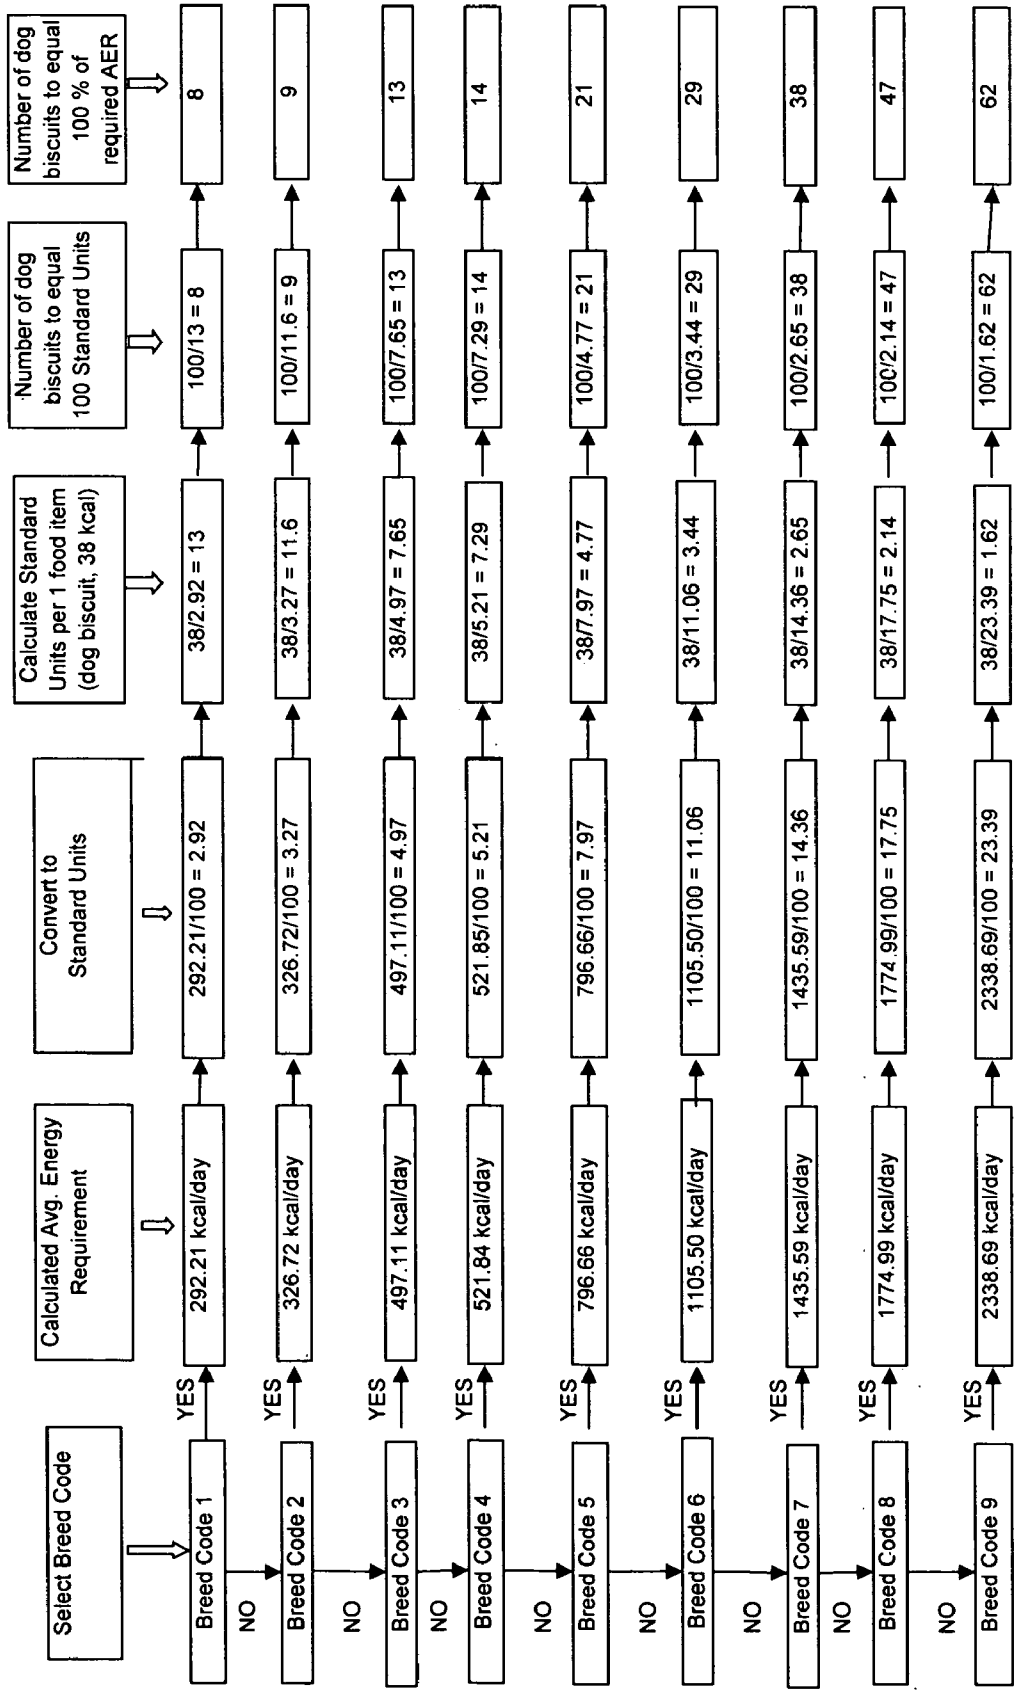 Select Breed Code
Calculated Avg. Energy
Requirement
Convert to
Standard Units
Calculate Standard
Units per 1 food item
(dog biscuit, 38 kcal)
Number of dog
biscuits to equal
100 Standard Units
Number of dog
biscuits to equal
100 % of
required AER
Breed Code 1
YES
292.21 kcal/day
292.21/100 = 2.92
38/2.92 = 13
100/13 = 8
8
NO
Breed Code 2
YES
326.72 kcal/day
326.72/100 = 3.27
38/3.27 = 11.6
100/11.6 = 9
9
NO
Breed Code 3
YES
497.11 kcal/day
497.11/100 = 4.97
38/4.97 = 7.65
100/7.65 = 13
13
NO
Breed Code 4
YES
521.84 kcal/day
521.85/100 = 5.21
38/5.21 = 7.29
100/7.29 = 14
14
NO
Breed Code 5
YES
796.66 kcal/day
796.66/100 = 7.97
38/7.97 = 4.77
100/4.77 = 21
21
NO
Breed Code 6
YES
1105.50 kcal/day
1105.50/100 = 11.06
38/11.06 = 3.44
100/3.44 = 29
29
NO
Breed Code 7
YES
1435.59 kcal/day
1435.59/100 = 14.36
38/14.36 = 2.65
100/2.65 = 38
38
NO
Breed Code 8
YES
1774.99 kcal/day
1774.99/100 = 17.75
38/17.75 = 2.14
100/2.14 = 47
47
NO
Breed Code 9
YES
2338.69 kcal/day
2338.69/100 = 23.39
38/23.39 = 1.62
100/1.62 = 62
62